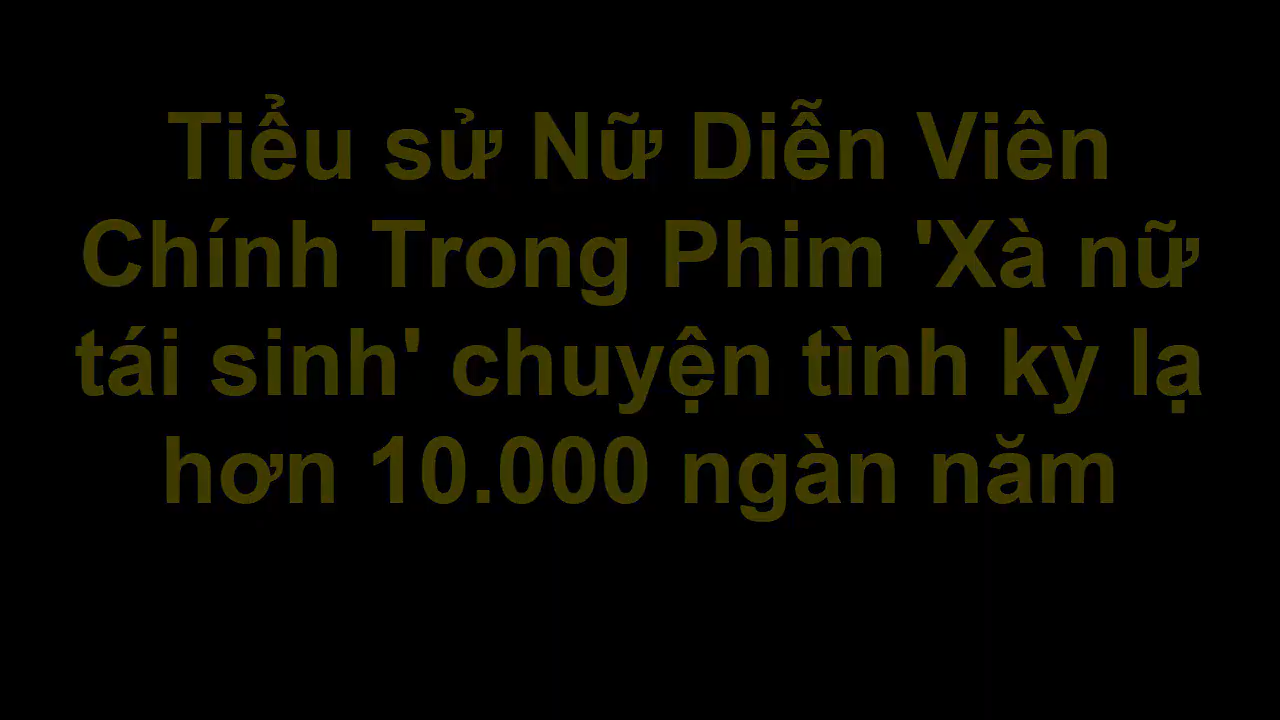 Tiểu sử Nữ Diễn Viên
Chính Trong Phim 'Xà nữ
tái sinh' chuyện tình kỳ lạ
hơn 10.000 ngàn năm